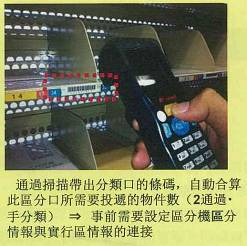 14
通過掃描帶出分類口的條碼，自動合算
此區分口所需要投遞的物件數（2通過·
手分類） ⇒ 事前需要設定區分機區分
情報與實行區情報的連接